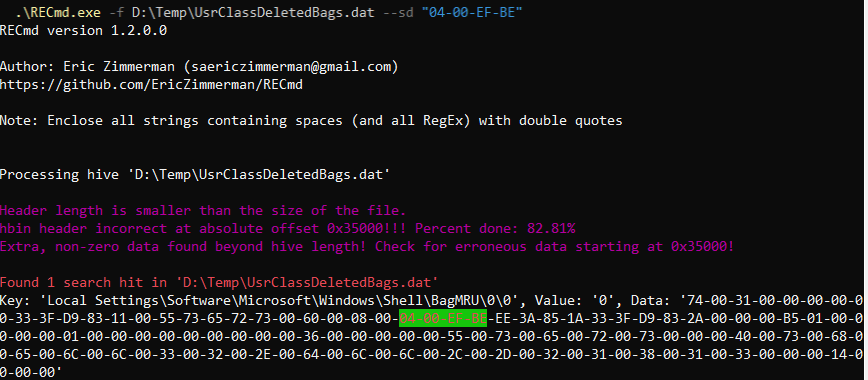 .\RECmd.exe -f D:\Temp\UsrClassDeletedBags.dat --sd "04-00-EF-BE"
RECmd version 1.2.0.0
Author: Eric Zimmerman (saericzimmerman@gmail.com)
https://github.com/EricZimmerman/RECmd
Note: Enclose all strings containing spaces (and all RegEx) with double quotes
Processing hive 'D:\Temp\UsrClassDeletedBags.dat'
Header length is smaller than the size of the file.
hbin header incorrect at absolute offset 0x35000!!! Percent done: 82.81%
Extra, non-zero data found beyond hive length! Check for erroneous data starting at 0x35000!
Found 1 search hit in 'D:\Temp\UsrClassDeletedBags.dat'
Key: 'Local Settings\Software\Microsoft\Windows\Shell\BagMRU\0\0', Value: '0', Data: '74-00-31-00-00-00-00-0
0-33-3F-D9-83-11-00-55-73-65-72-73-00-60-00-08-00-04-00-EF-BE-EE-3A-85-1A-33-3F-D9-83-2A-00-00-00-B5-01-00-0
0-00-00-01-00-00-00-00-00-00-00-00-00-36-00-00-00-00-00-55-00-73-00-65-00-72-00-73-00-00-00-40-00-73-00-68-0
0-65-00-6C-00-6C-00-33-00-32-00-2E-00-64-00-6C-00-6C-00-2C-00-2D-00-32-00-31-00-38-00-31-00-33-00-00-00-14-0
0-00-00'